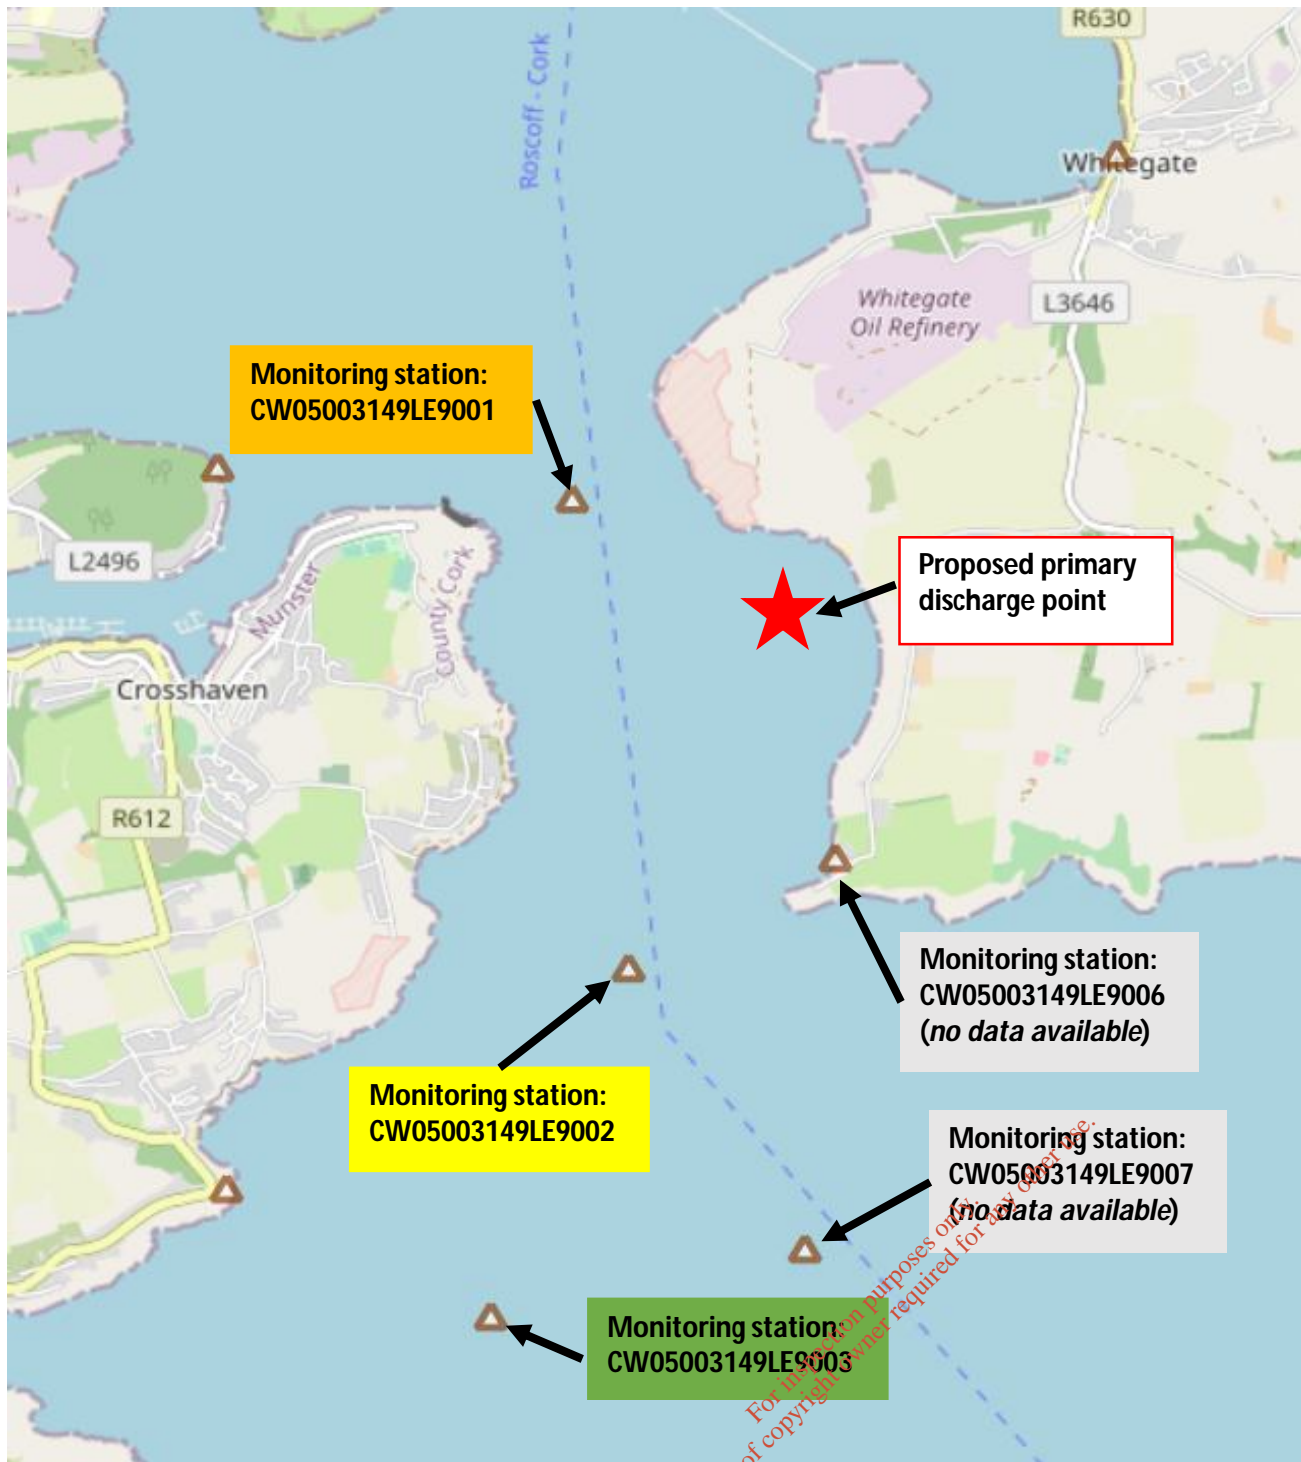 R630
Roscoff - Cork
Whitegate
Whitegate
Oil Refinery
L3646
Monitoring station:
CW05003149LE9001
L2496
Munster
County Cork
Proposed primary
discharge point
Crosshaven
R612
Monitoring station:
CW05003149LE9006
(no data available)
Monitoring station:
CW05003149LE9002
Monitoring station:
CW05003149LE9007
(no data available)
Monitoring station:
CW05003149LE9003
For inspection purposes only.
of copyright owner required for any other use.